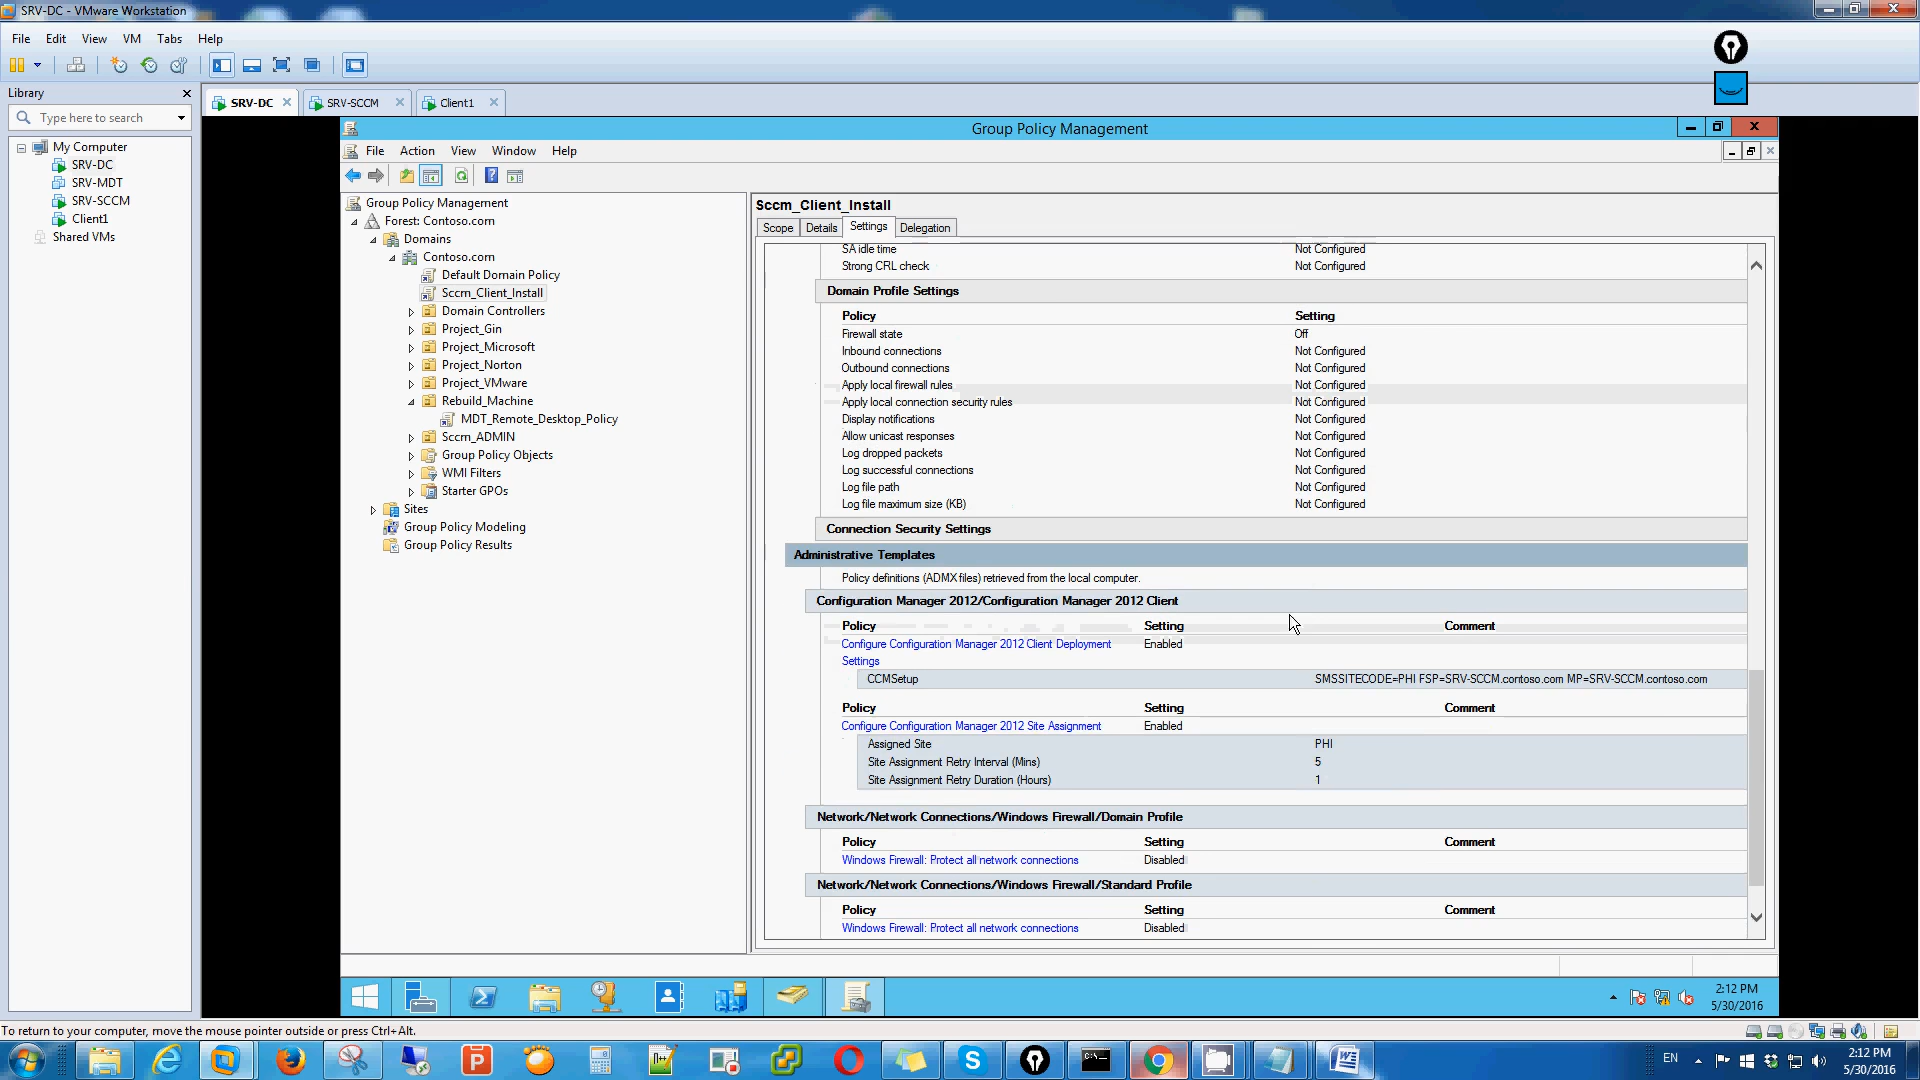 SRV-DC - VMware Workstation
File Edit View VM Tabs Help
Library
Type here to search
My Computer
SRV-DC
SRV-MDT
SRV-SCCM
Client1
Shared VMs
SRV-DC SRV-SCCM Client1
Group Policy Management
File Action View Window Help
Group Policy Management
Forest: Contoso.com
Domains
Contoso.com
Default Domain Policy
Sccm_Client_Install
Domain Controllers
Project_Gin
Project_Microsoft
Project_Norton
Project_VMware
Rebuild_Machine
MDT_Remote_Desktop_Policy
Sccm_ADMIN
Group Policy Objects
WMI Filters
Starter GPOs
Sites
Group Policy Modeling
Group Policy Results
Sccm_Client_Install
Scope Details Settings Delegation
SA idle time Not Configured
Strong CRL check Not Configured
Domain Profile Settings
Policy Setting
Firewall state Off
Inbound connections Not Configured
Outbound connections Not Configured
Apply local firewall rules Not Configured
Apply local connection security rules Not Configured
Display notifications Not Configured
Allow unicast responses Not Configured
Log dropped packets Not Configured
Log successful connections Not Configured
Log file path Not Configured
Log file maximum size (KB) Not Configured
Connection Security Settings
Administrative Templates
Policy definitions (ADMX files) retrieved from the local computer.
Configuration Manager 2012/Configuration Manager 2012 Client
Policy Setting Comment
Configure Configuration Manager 2012 Client Deployment Enabled
Settings
CCMSetup SMSSITECODE=PHI FSP=SRV-SCCM.contoso.com MP=SRV-SCCM.contoso.com
Policy Setting Comment
Configure Configuration Manager 2012 Site Assignment Enabled
Assigned Site PHI
Site Assignment Retry Interval (Mins) 5
Site Assignment Retry Duration (Hours) 1
Network/Network Connections/Windows Firewall/Domain Profile
Policy Setting Comment
Windows Firewall: Protect all network connections Disabled
Network/Network Connections/Windows Firewall/Standard Profile
Policy Setting Comment
Windows Firewall: Protect all network connections Disabled
2:12 PM
5/30/2016
To return to your computer, move the mouse pointer outside or press Ctrl+Alt.
EN
2:12 PM
5/30/2016